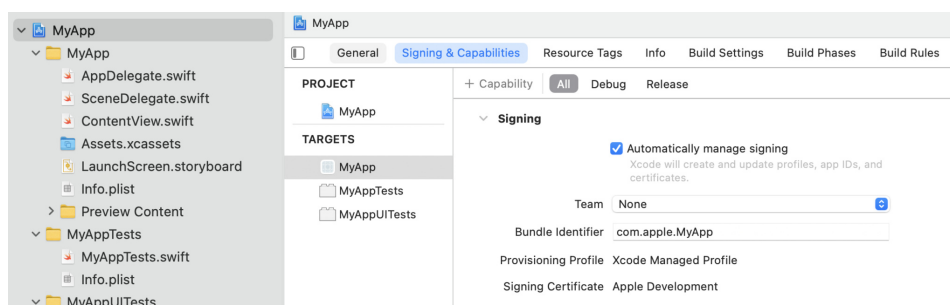 MyApp
MyApp
AppDelegate.swift
SceneDelegate.swift
ContentView.swift
Assets.xcassets
LaunchScreen.storyboard
Info.plist
Preview Content
MyAppTests
MyAppTests.swift
Info.plist
MyAppUITests
MyApp
General Signing & Capabilities Resource Tags Info Build Settings Build Phases Build Rules
PROJECT
MyApp
TARGETS
MyApp
MyAppTests
MyAppUITests
+ Capability All Debug Release
Signing
Automatically manage signing
Xcode will create and update profiles, app IDs, and
certificates.
Team None
Bundle Identifier com.apple.MyApp
Provisioning Profile Xcode Managed Profile
Signing Certificate Apple Development